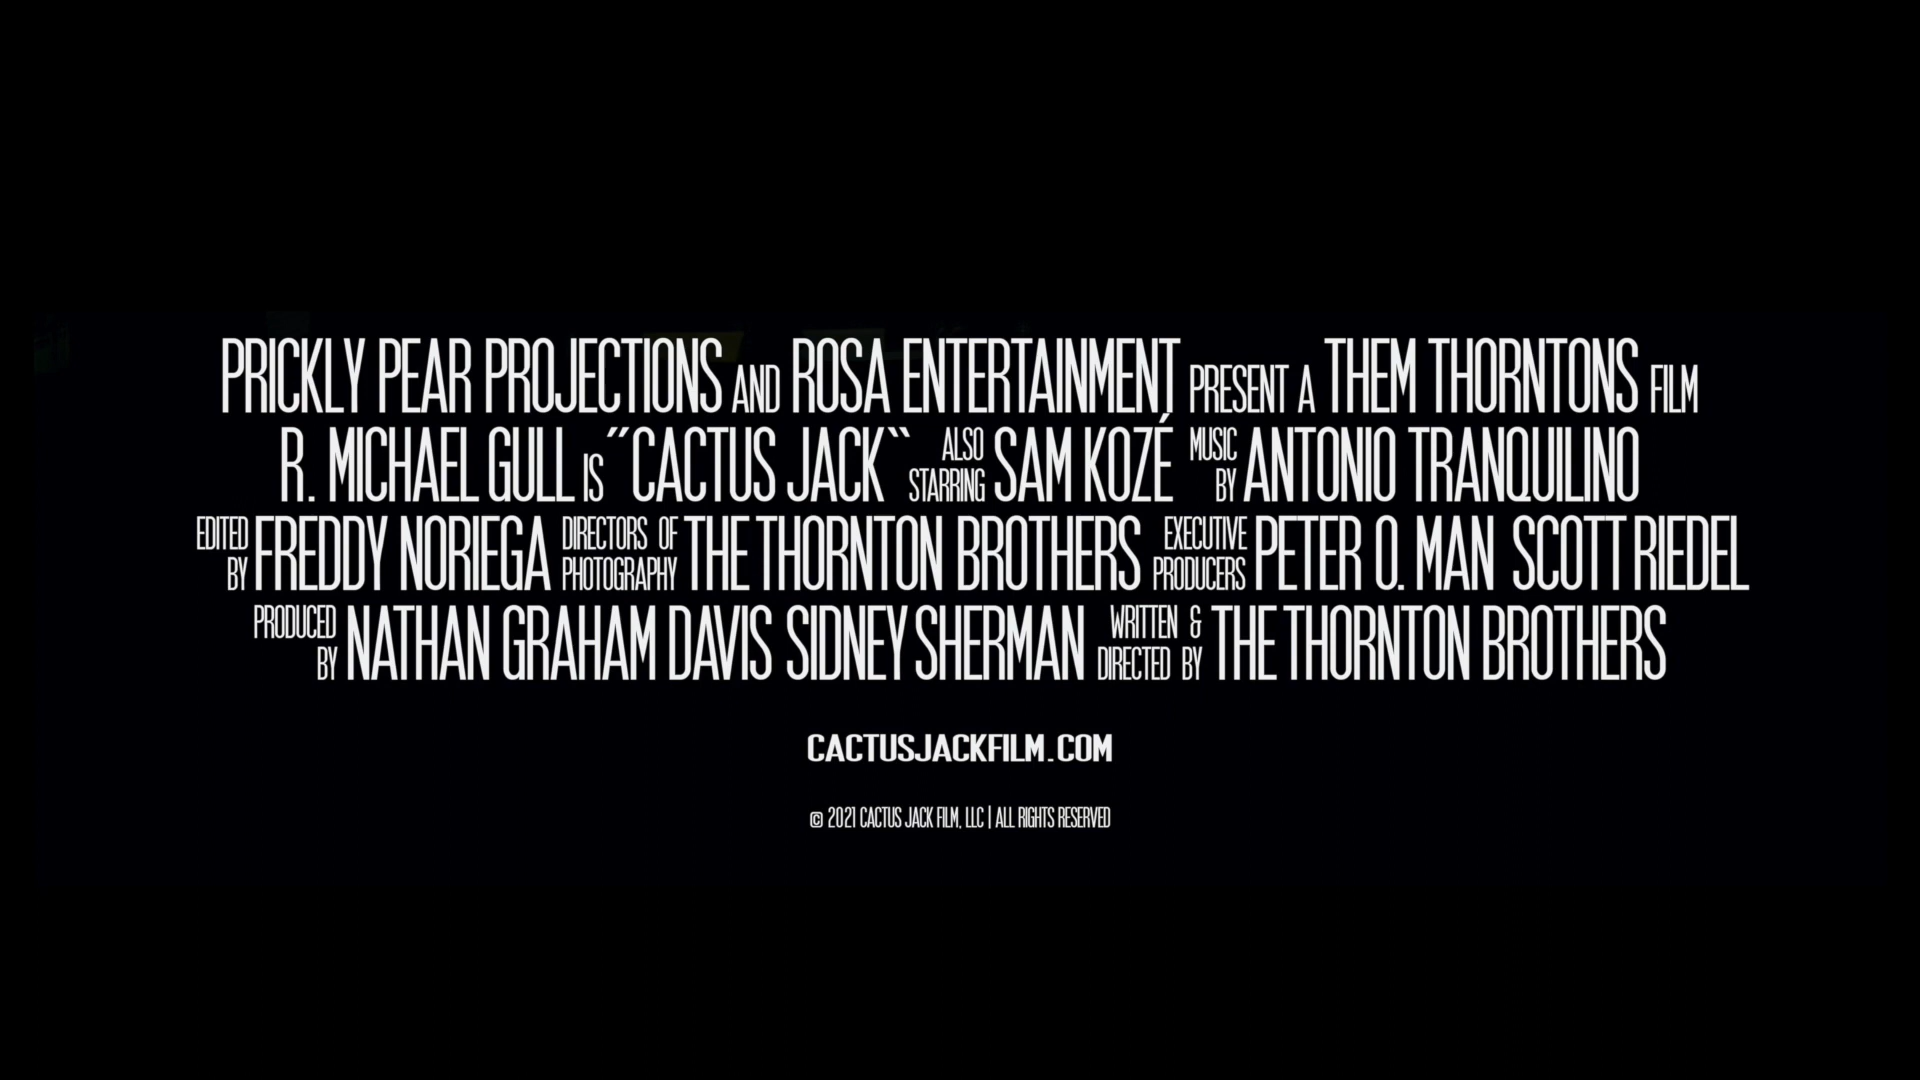 PRICKLY PEAR PROJECTIONS AND ROSA ENTERTAINMENT PRESENT A THEM THORNTONS FILM
R. MICHAEL GULL IS "CACTUS JACK" ALSO STARRING SAM KOZÉ MUSIC BY ANTONIO TRANQUILINO
EDITED BY FREDDY NORIEGA DIRECTORS OF PHOTOGRAPHY THE THORNTON BROTHERS EXECUTIVE PRODUCERS PETER O. MAN SCOTT RIEDEL
PRODUCED BY NATHAN GRAHAM DAVIS SIDNEY SHERMAN WRITTEN & DIRECTED BY THE THORNTON BROTHERS
CACTUSJACKFILM.COM
© 2021 CACTUS JACK FILM, LLC | ALL RIGHTS RESERVED